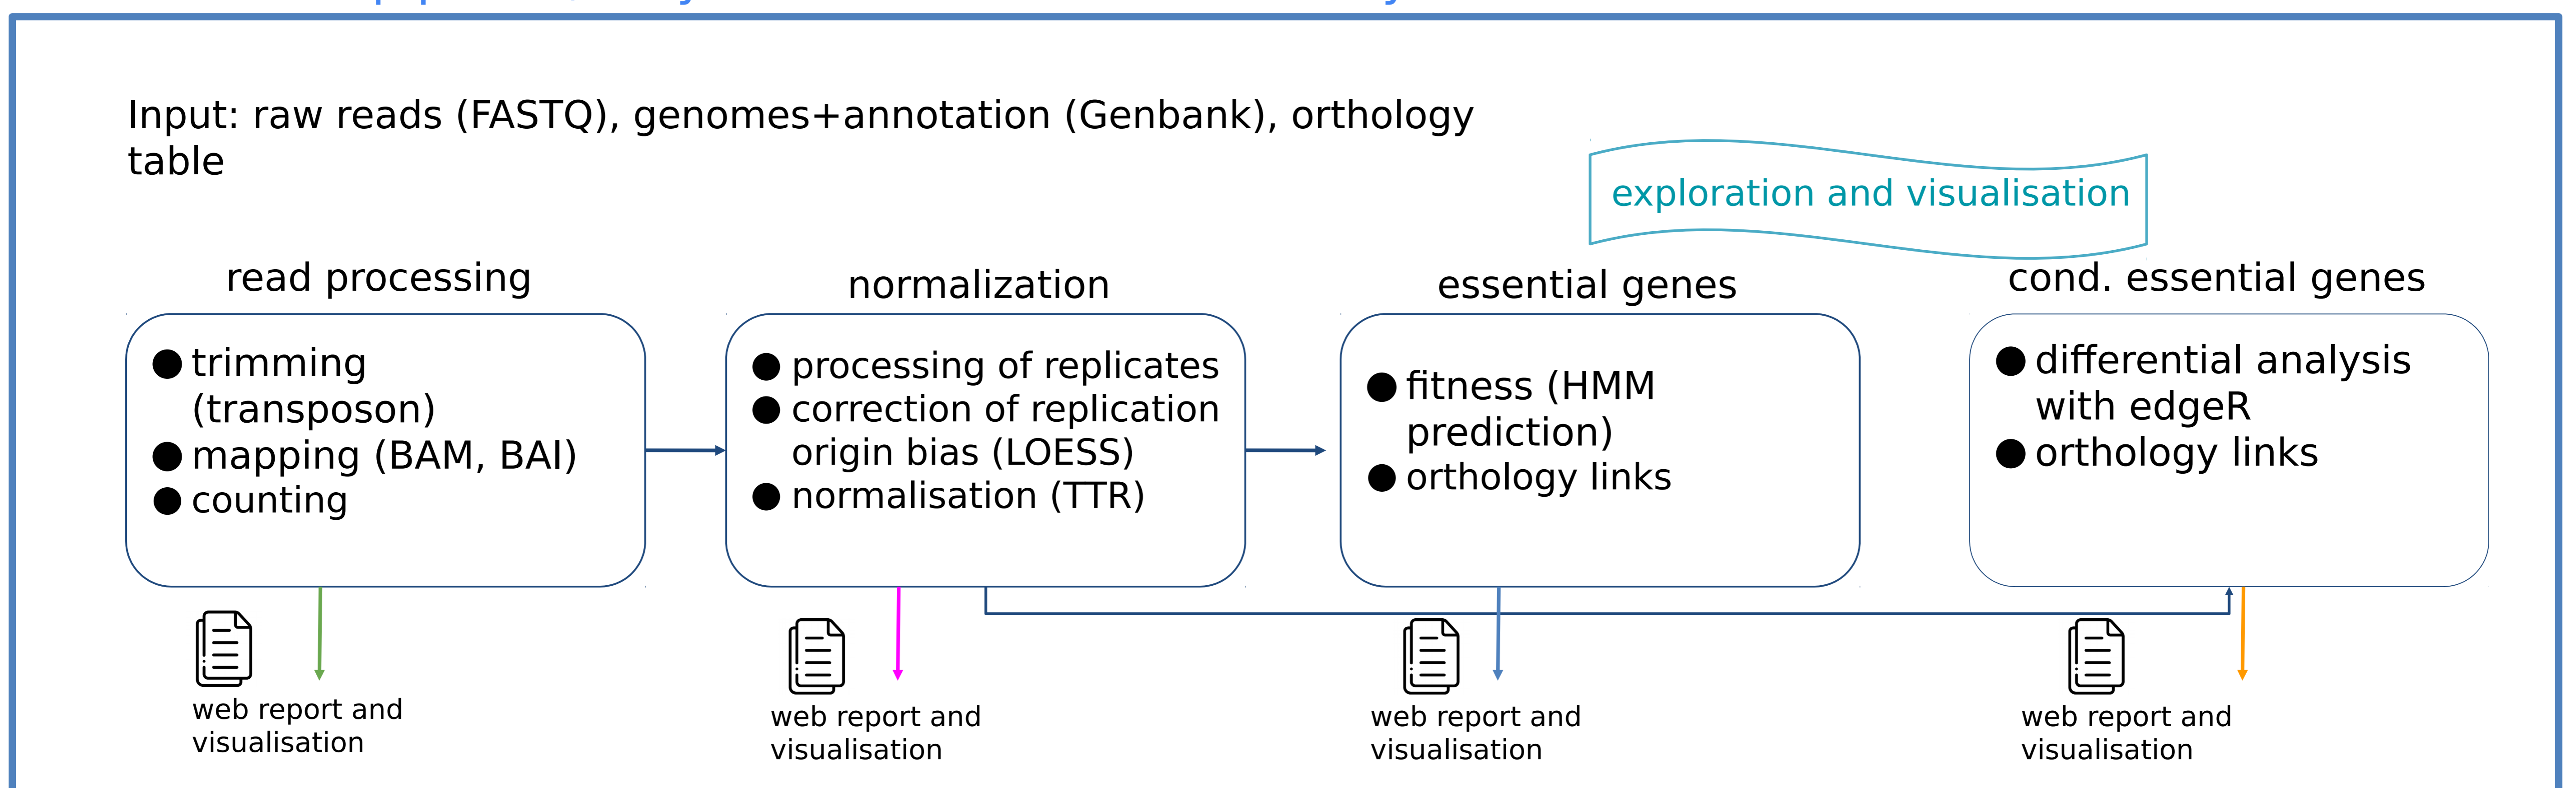 Input: raw reads (FASTQ), genomes+annotation (Genbank), orthology
table
exploration and visualisation
read processing
trimming
(transposon)
mapping (BAM, BAI)
counting
normalization
processing of replicates
correction of replication
origin bias (LOESS)
normalisation (TTR)
essential genes
fitness (HMM
prediction)
orthology links
cond. essential genes
differential analysis
with edgeR
orthology links
web report and
visualisation
web report and
visualisation
web report and
visualisation
web report and
visualisation